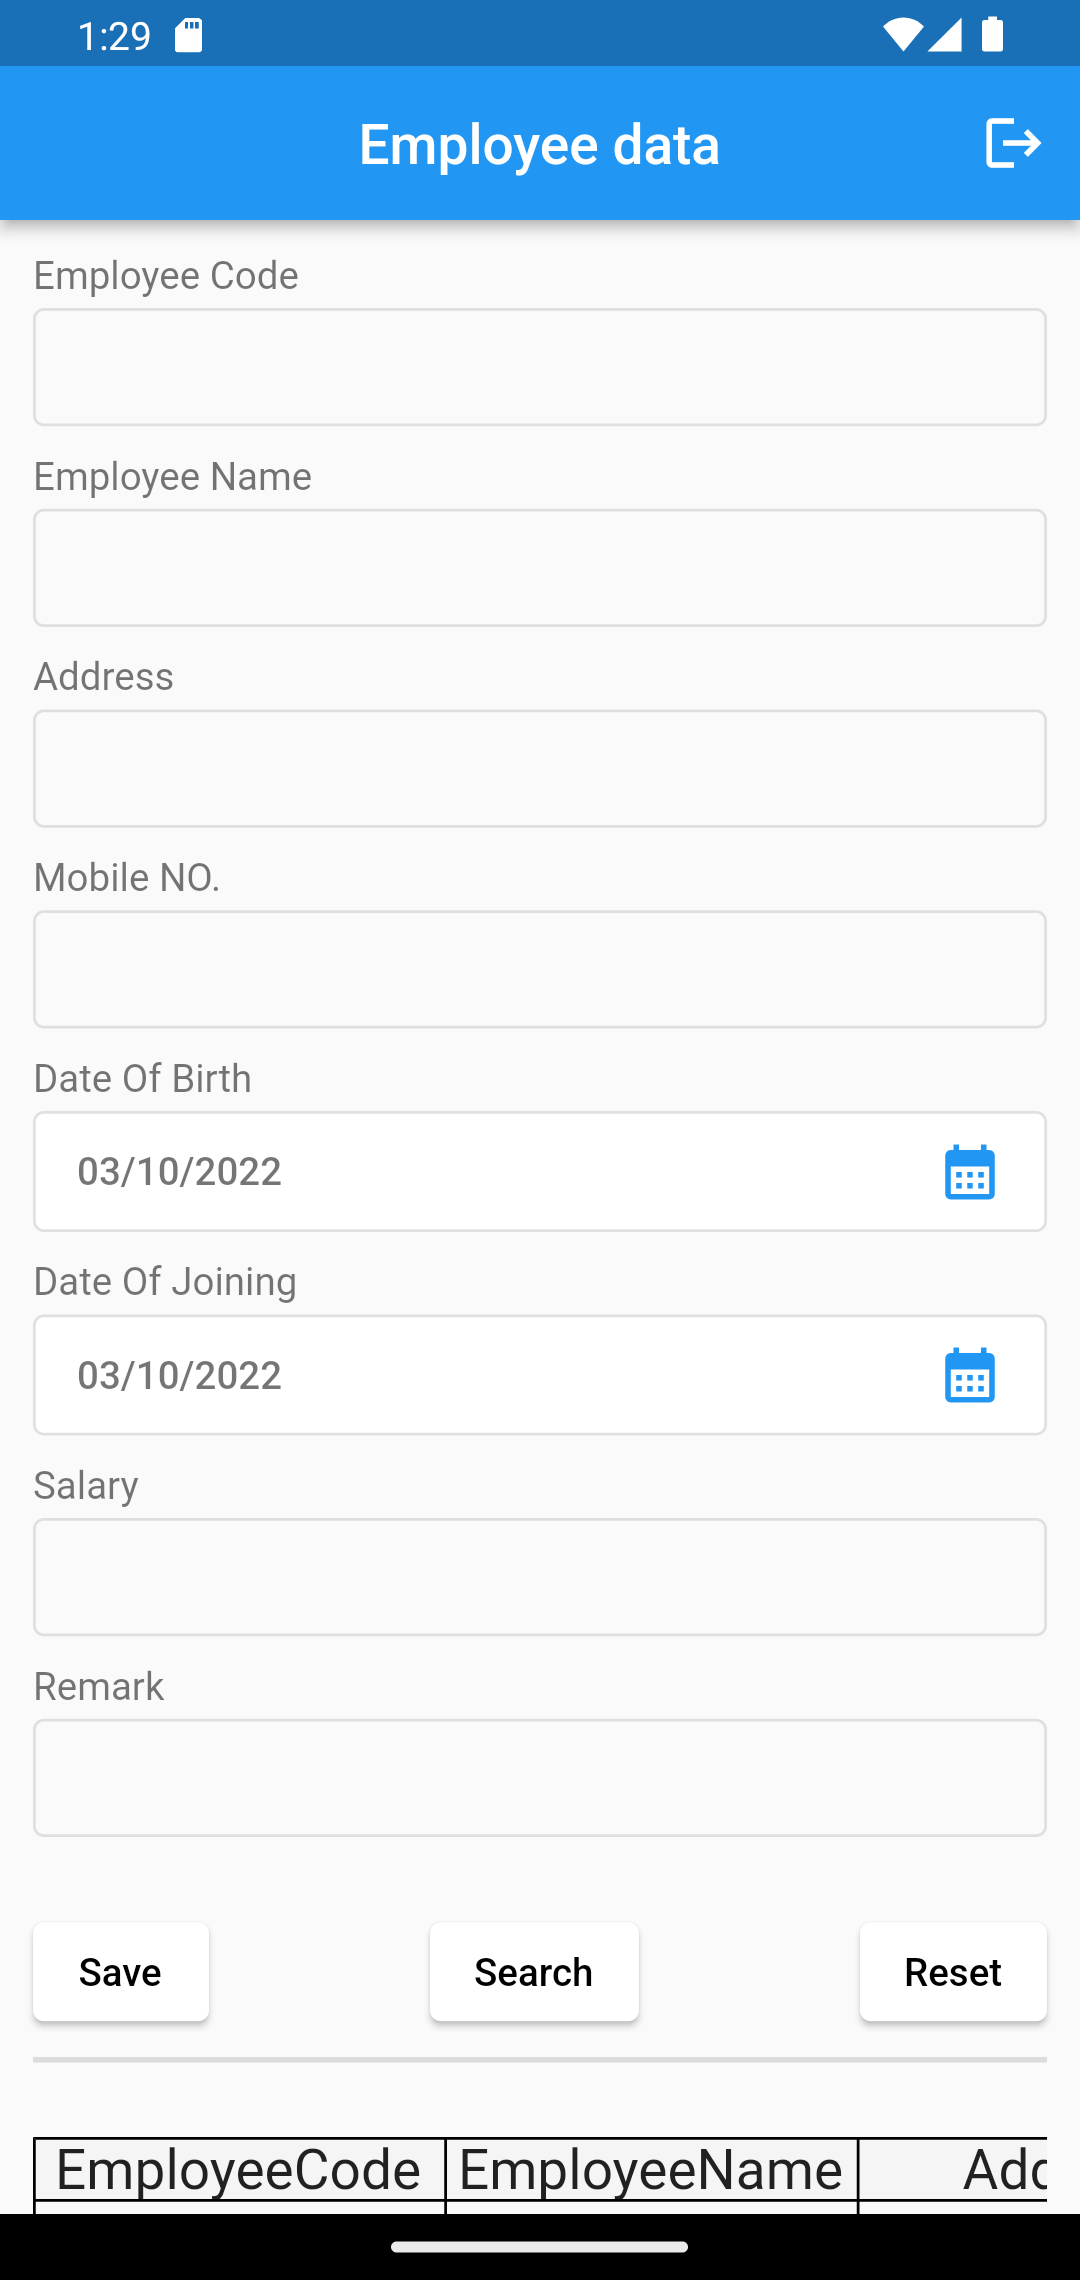 1:29
Employee data
Employee Code
Employee Name
Address
Mobile NO.
Date Of Birth
03/10/2022
Date Of Joining
03/10/2022
Salary
Remark
Save Search Reset
EmployeeCode EmployeeName Add